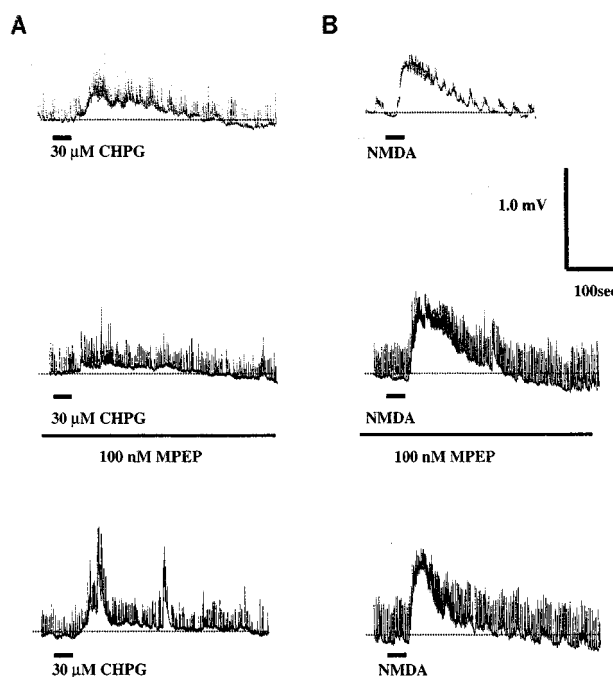 A
B
30 µM CHPG
NMDA
1.0 mV
100sec
30 µM CHPG
NMDA
100 nM MPEP
100 nM MPEP
30 µM CHPG
NMDA